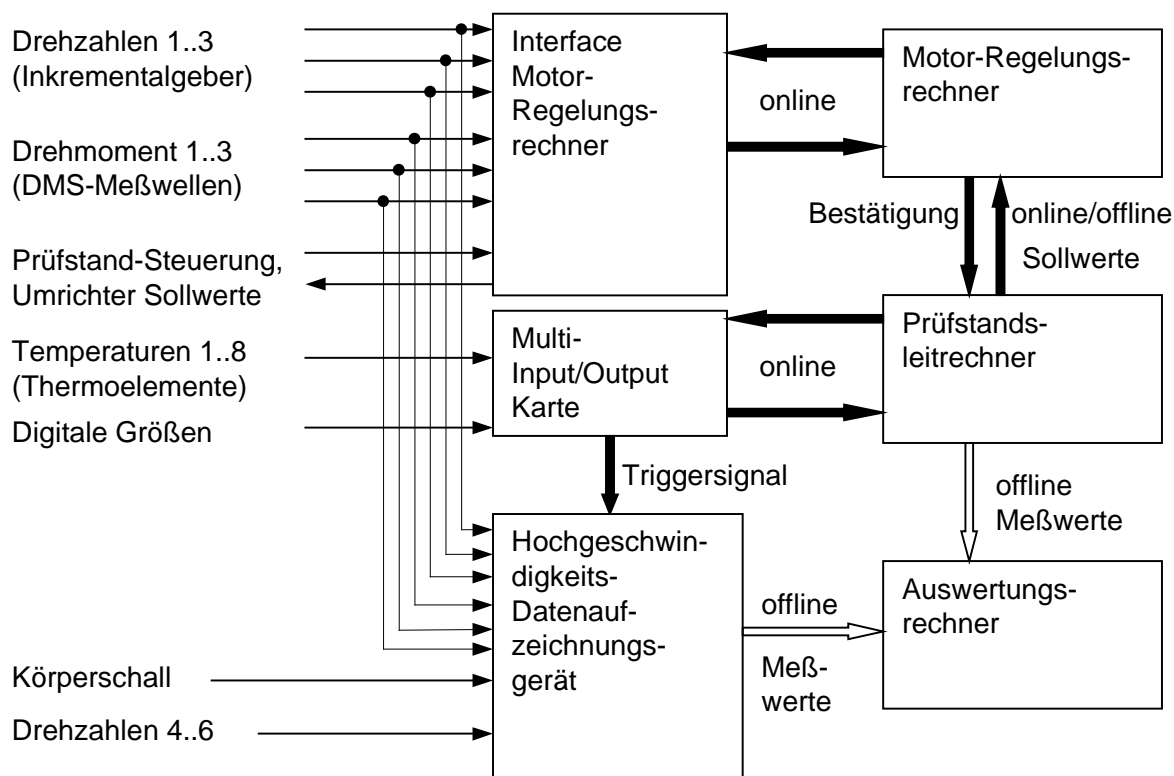 Drehzahlen 1..3
(Inkrementalgeber)
Drehmoment 1..3
(DMS-Meßwellen)
Prüfstand-Steuerung,
Umrichter Sollwerte
Temperaturen 1..8
(Thermoelemente)
Digitale Größen
Körperschall
Drehzahlen 4..6
Interface
Motor-
Regelungs-
rechner
online
Motor-Regelungs-
rechner
Bestätigung
online/offline
Sollwerte
Multi-
Input/Output
Karte
online
Prüfstands-
leitrechner
Triggersignal
offline
Meßwerte
Hochgeschwin-
digkeits-
Datenauf-
zeichnungs-
gerät
offline
Meß-
werte
Auswertungs-
rechner